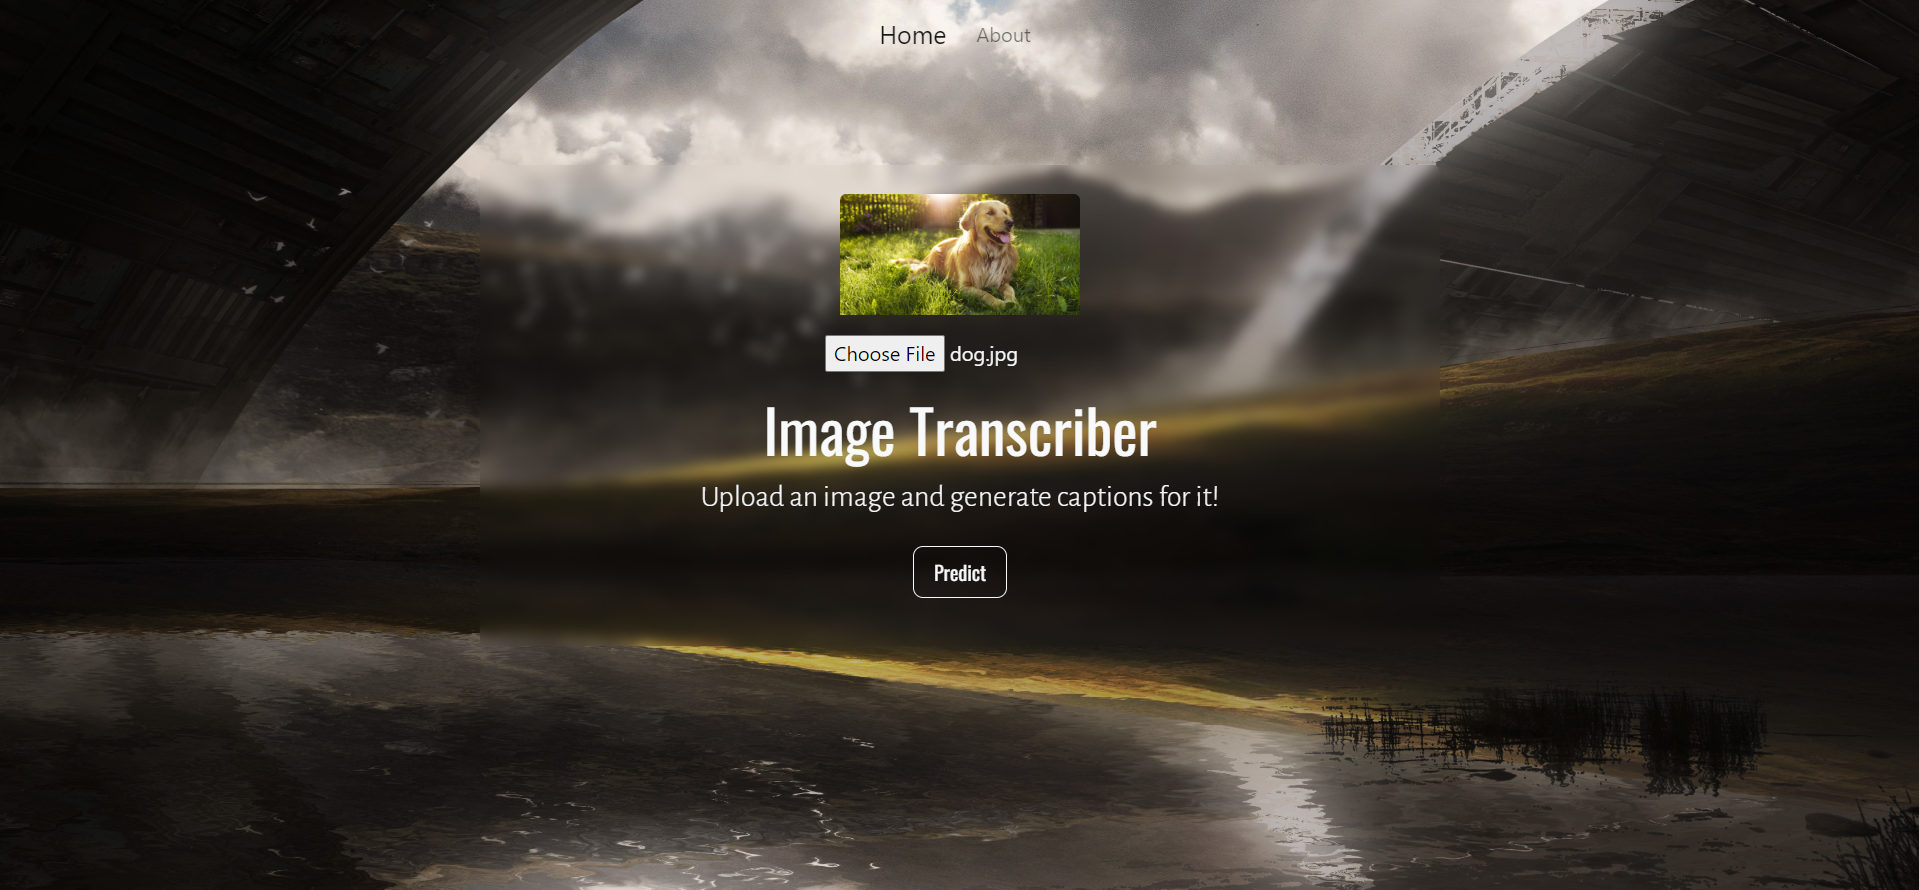 Home About
Choose File dog.jpg
Image Transcriber
Upload an image and generate captions for it!
Predict